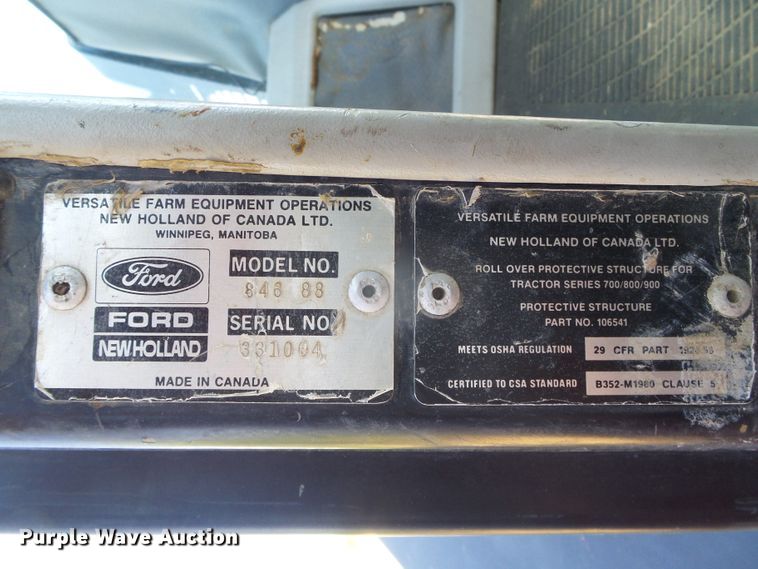 VERSATILE FARM EQUIPMENT OPERATIONS
NEW HOLLAND OF CANADA LTD.
WINNIPEG, MANITOBA
Ford
MODEL NO.
846 88
FORD
NEW HOLLAND
SERIAL NO
331004
MADE IN CANADA
VERSATILE FARM EQUIPMENT OPERATIONS
NEW HOLLAND OF CANADA LTD.
ROLL OVER PROTECTIVE STRUCTURE FOR
TRACTOR SERIES 700/800/900
PROTECTIVE STRUCTURE
PART NO. 106541
MEETS OSHA REGULATION
29 CFR PART
CERTIFIED TO CSA STANDARD
B352-M1980 CLAUSE 5
Purple Wave Auction